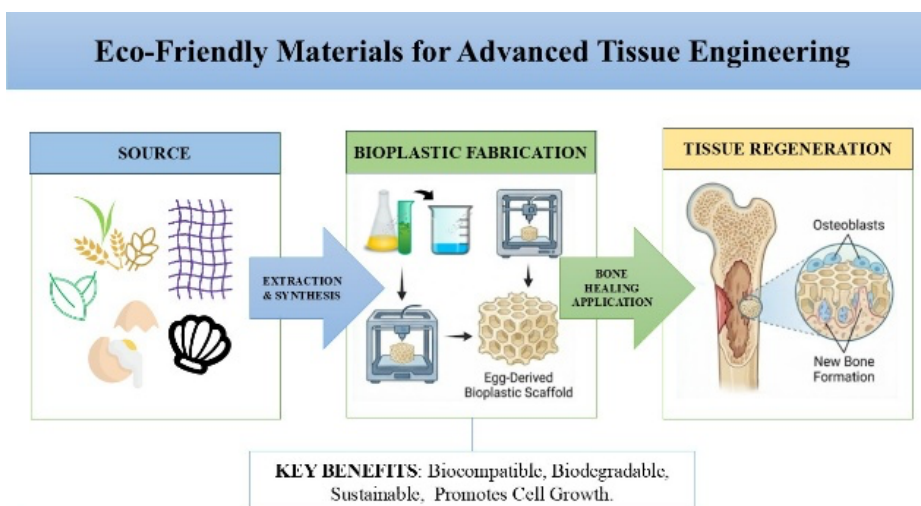 Eco-Friendly Materials for Advanced Tissue Engineering
SOURCE
EXTRACTION
& SYNTHESIS
BIOPLASTIC FABRICATION
Egg-Derived
Bioplastic Scaffold
BONE
HEALING
APPLICATION
TISSUE REGENERATION
Osteoblasts
New Bone
Formation
KEY BENEFITS: Biocompatible, Biodegradable,
Sustainable, Promotes Cell Growth.